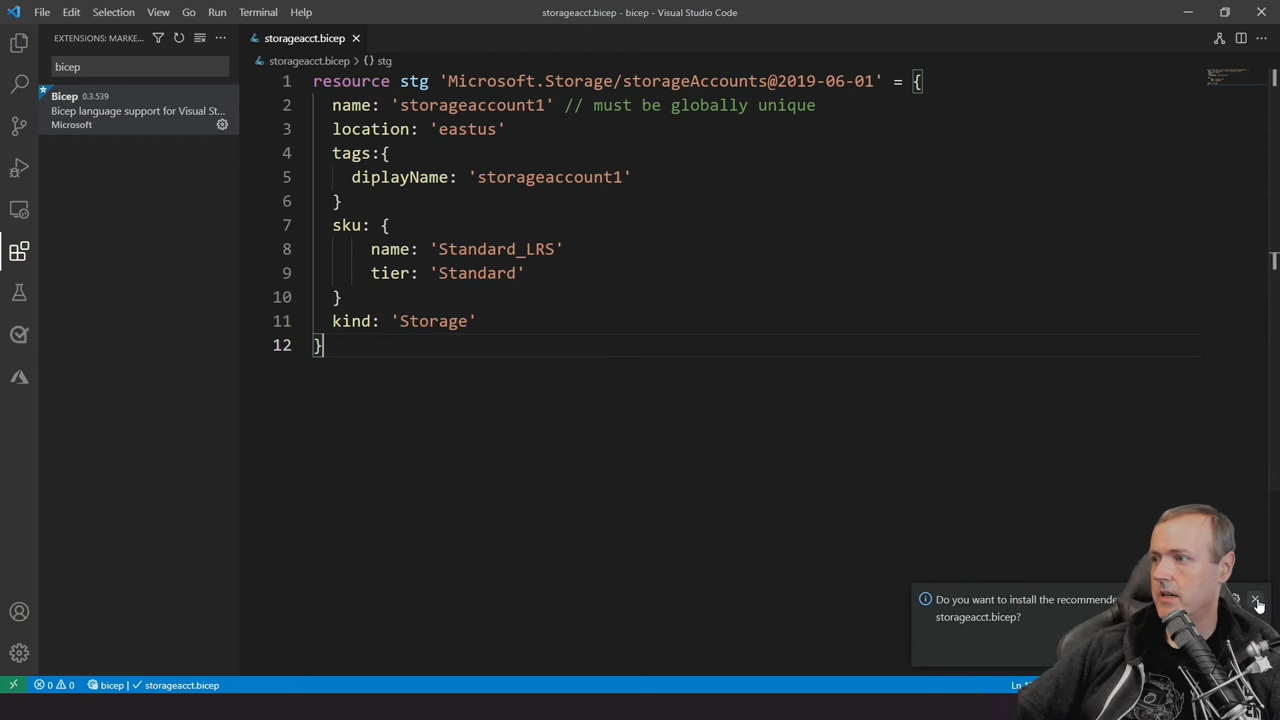 File Edit Selection View Go Run Terminal Help
storageacct.bicep - bicep - Visual Studio Code
EXTENSIONS: MARKE...
bicep
Bicep 0.3.539
Bicep language support for Visual St...
Microsoft
storageacct.bicep
storageacct.bicep > {} stg
1 resource stg 'Microsoft.Storage/storageAccounts@2019-06-01' = {
2 name: 'storageaccount1' // must be globally unique
3 location: 'eastus'
4 tags:{
5 diplayName: 'storageaccount1'
6 }
7 sku: {
8 name: 'Standard_LRS'
9 tier: 'Standard'
10 }
11 kind: 'Storage'
12 }
Do you want to install the recommende
storageacct.bicep?
0 0 bicep | ✓ storageacct.bicep
Ln